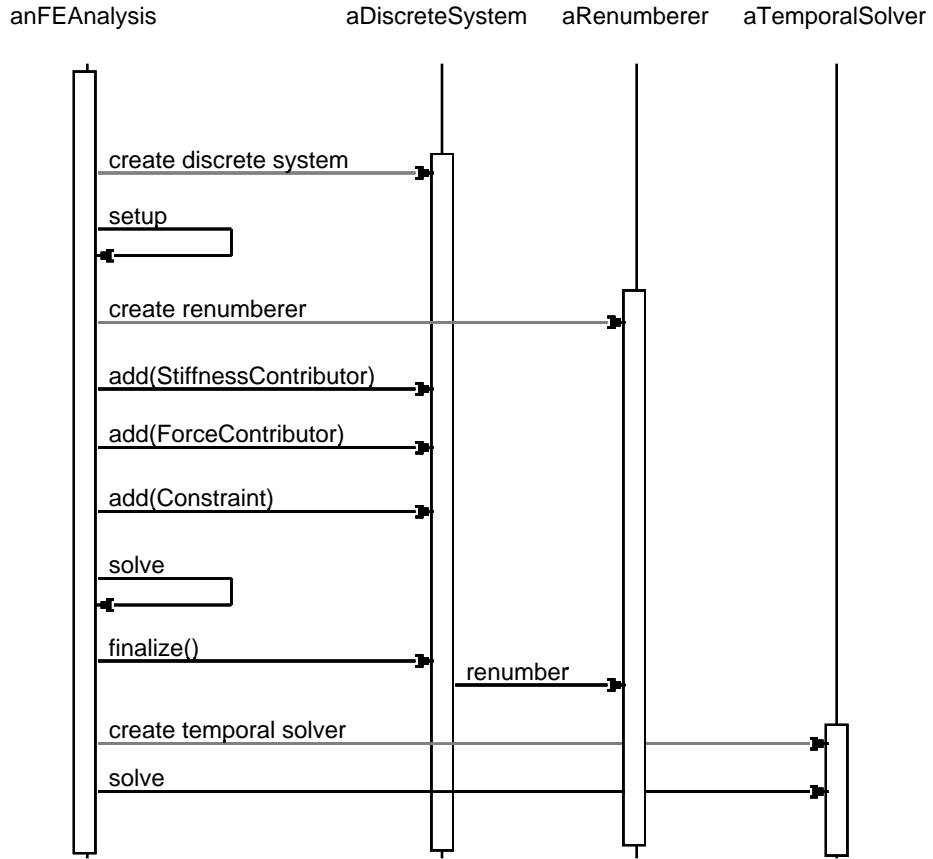 anFEAnalysis aDiscreteSystem aRenumberer aTemporalSolver
create discrete system
setup
create renumberer
add(StiffnessContributor)
add(ForceContributor)
add(Constraint)
solve
finalize()
renumber
create temporal solver
solve